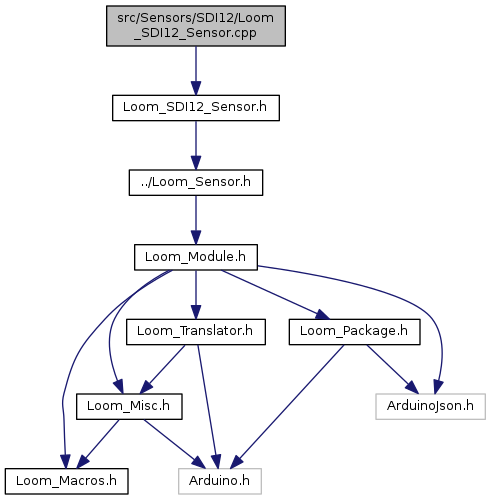 src/Sensors/SDI12/Loom
_SDI12_Sensor.cpp
Loom_SDI12_Sensor.h
../Loom_Sensor.h
Loom_Module.h
Loom_Translator.h
Loom_Package.h
Loom_Misc.h
ArduinoJson.h
Loom_Macros.h
Arduino.h